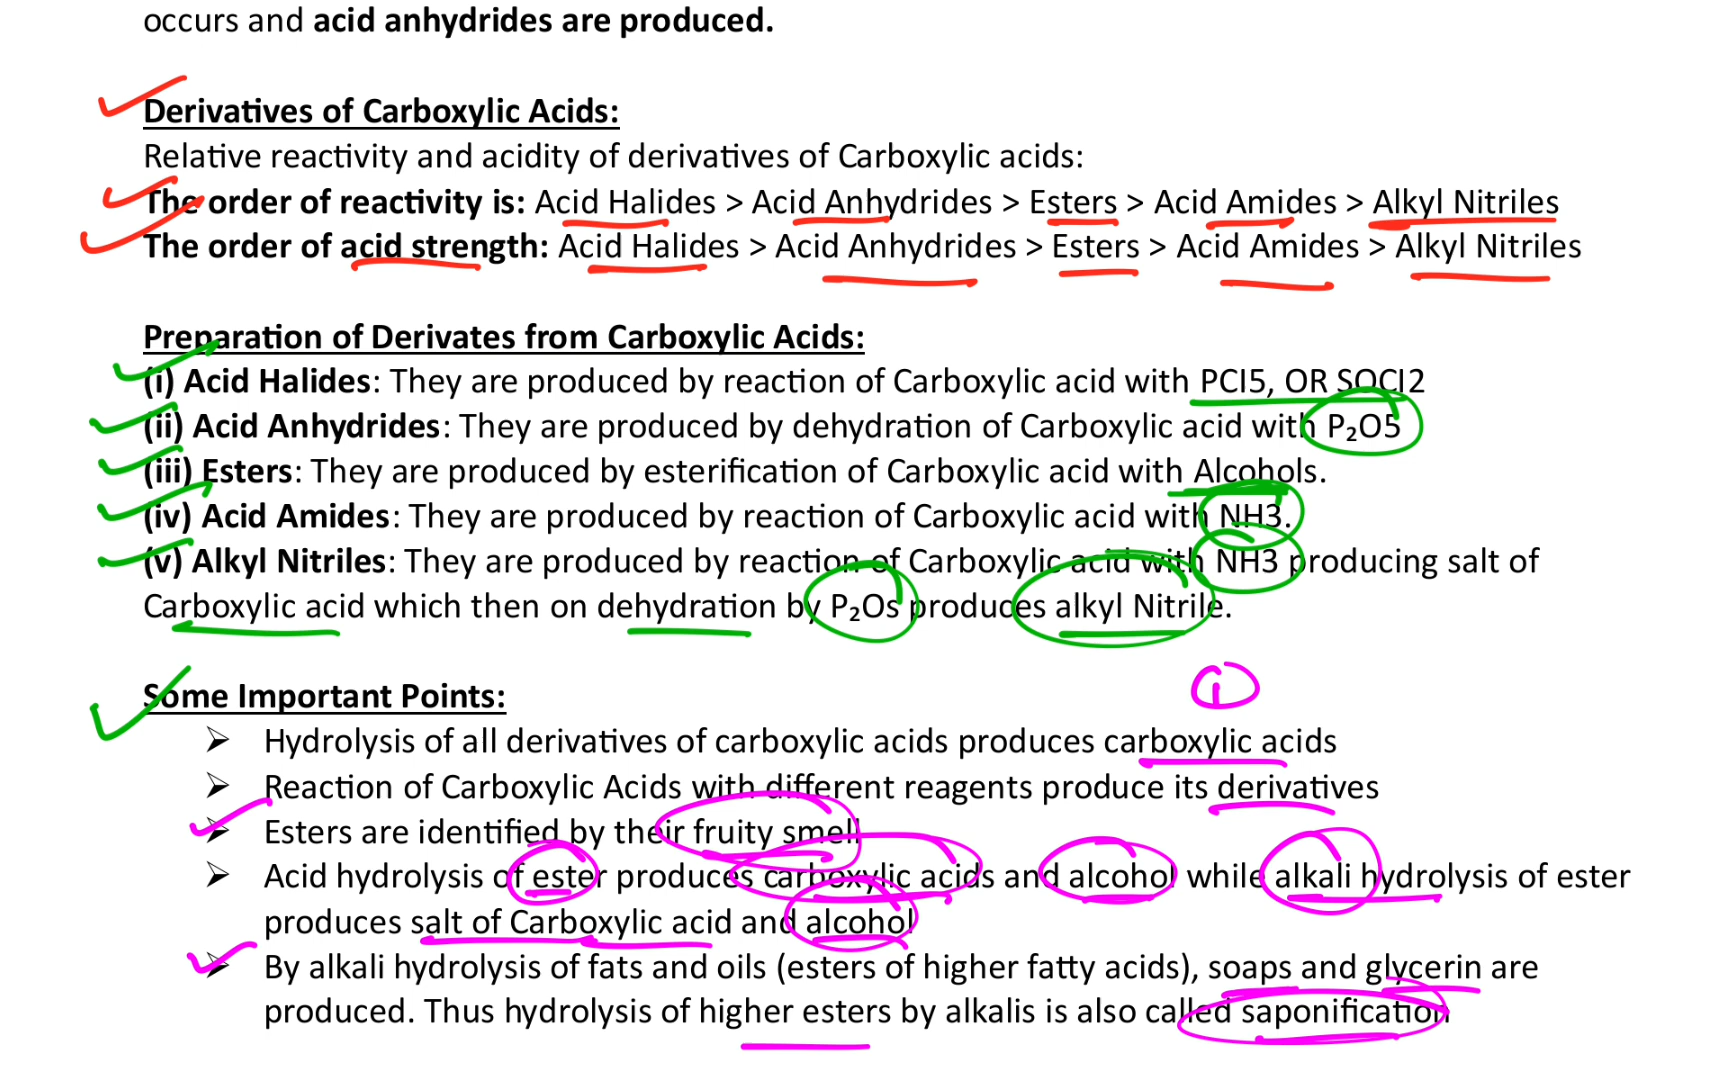 occurs and acid anhydrides are produced.
Derivatives of Carboxylic Acids:
Relative reactivity and acidity of derivatives of Carboxylic acids:
The order of reactivity is: Acid Halides > Acid Anhydrides > Esters > Acid Amides > Alkyl Nitriles
The order of acid strength: Acid Halides > Acid Anhydrides > Esters > Acid Amides > Alkyl Nitriles
Preparation of Derivates from Carboxylic Acids:
(i) Acid Halides: They are produced by reaction of Carboxylic acid with PCI5, OR SOCI2
(ii) Acid Anhydrides: They are produced by dehydration of Carboxylic acid with P₂O5
(iii) Esters: They are produced by esterification of Carboxylic acid with Alcohols.
(iv) Acid Amides: They are produced by reaction of Carboxylic acid with NH3.
(v) Alkyl Nitriles: They are produced by reaction of Carboxylic acid with NH3 producing salt of
Carboxylic acid which then on dehydration by P₂Os produces alkyl Nitrile.
1
Some Important Points:
➢ Hydrolysis of all derivatives of carboxylic acids produces carboxylic acids
➢ Reaction of Carboxylic Acids with different reagents produce its derivatives
➢ Esters are identified by their fruity smell
➢ Acid hydrolysis of ester produces carboxylic acids and alcohol while alkali hydrolysis of ester
produces salt of Carboxylic acid and alcohol
➢ By alkali hydrolysis of fats and oils (esters of higher fatty acids), soaps and glycerin are
produced. Thus hydrolysis of higher esters by alkalis is also called saponification